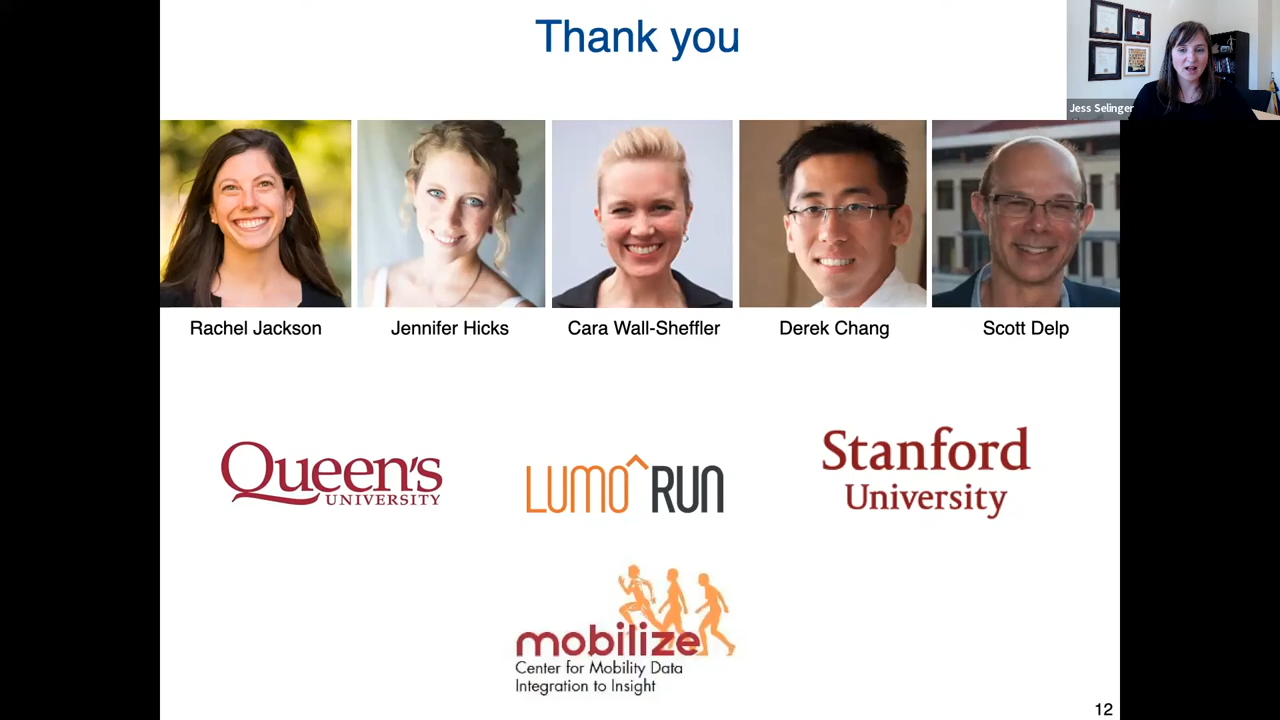 Thank you
Jess Selinger
Rachel Jackson
Jennifer Hicks
Cara Wall-Sheffler
Derek Chang
Scott Delp
Queen's
UNIVERSITY
LUMO RUN
Stanford
University
mobilize
Center for Mobility Data
Integration to Insight
12